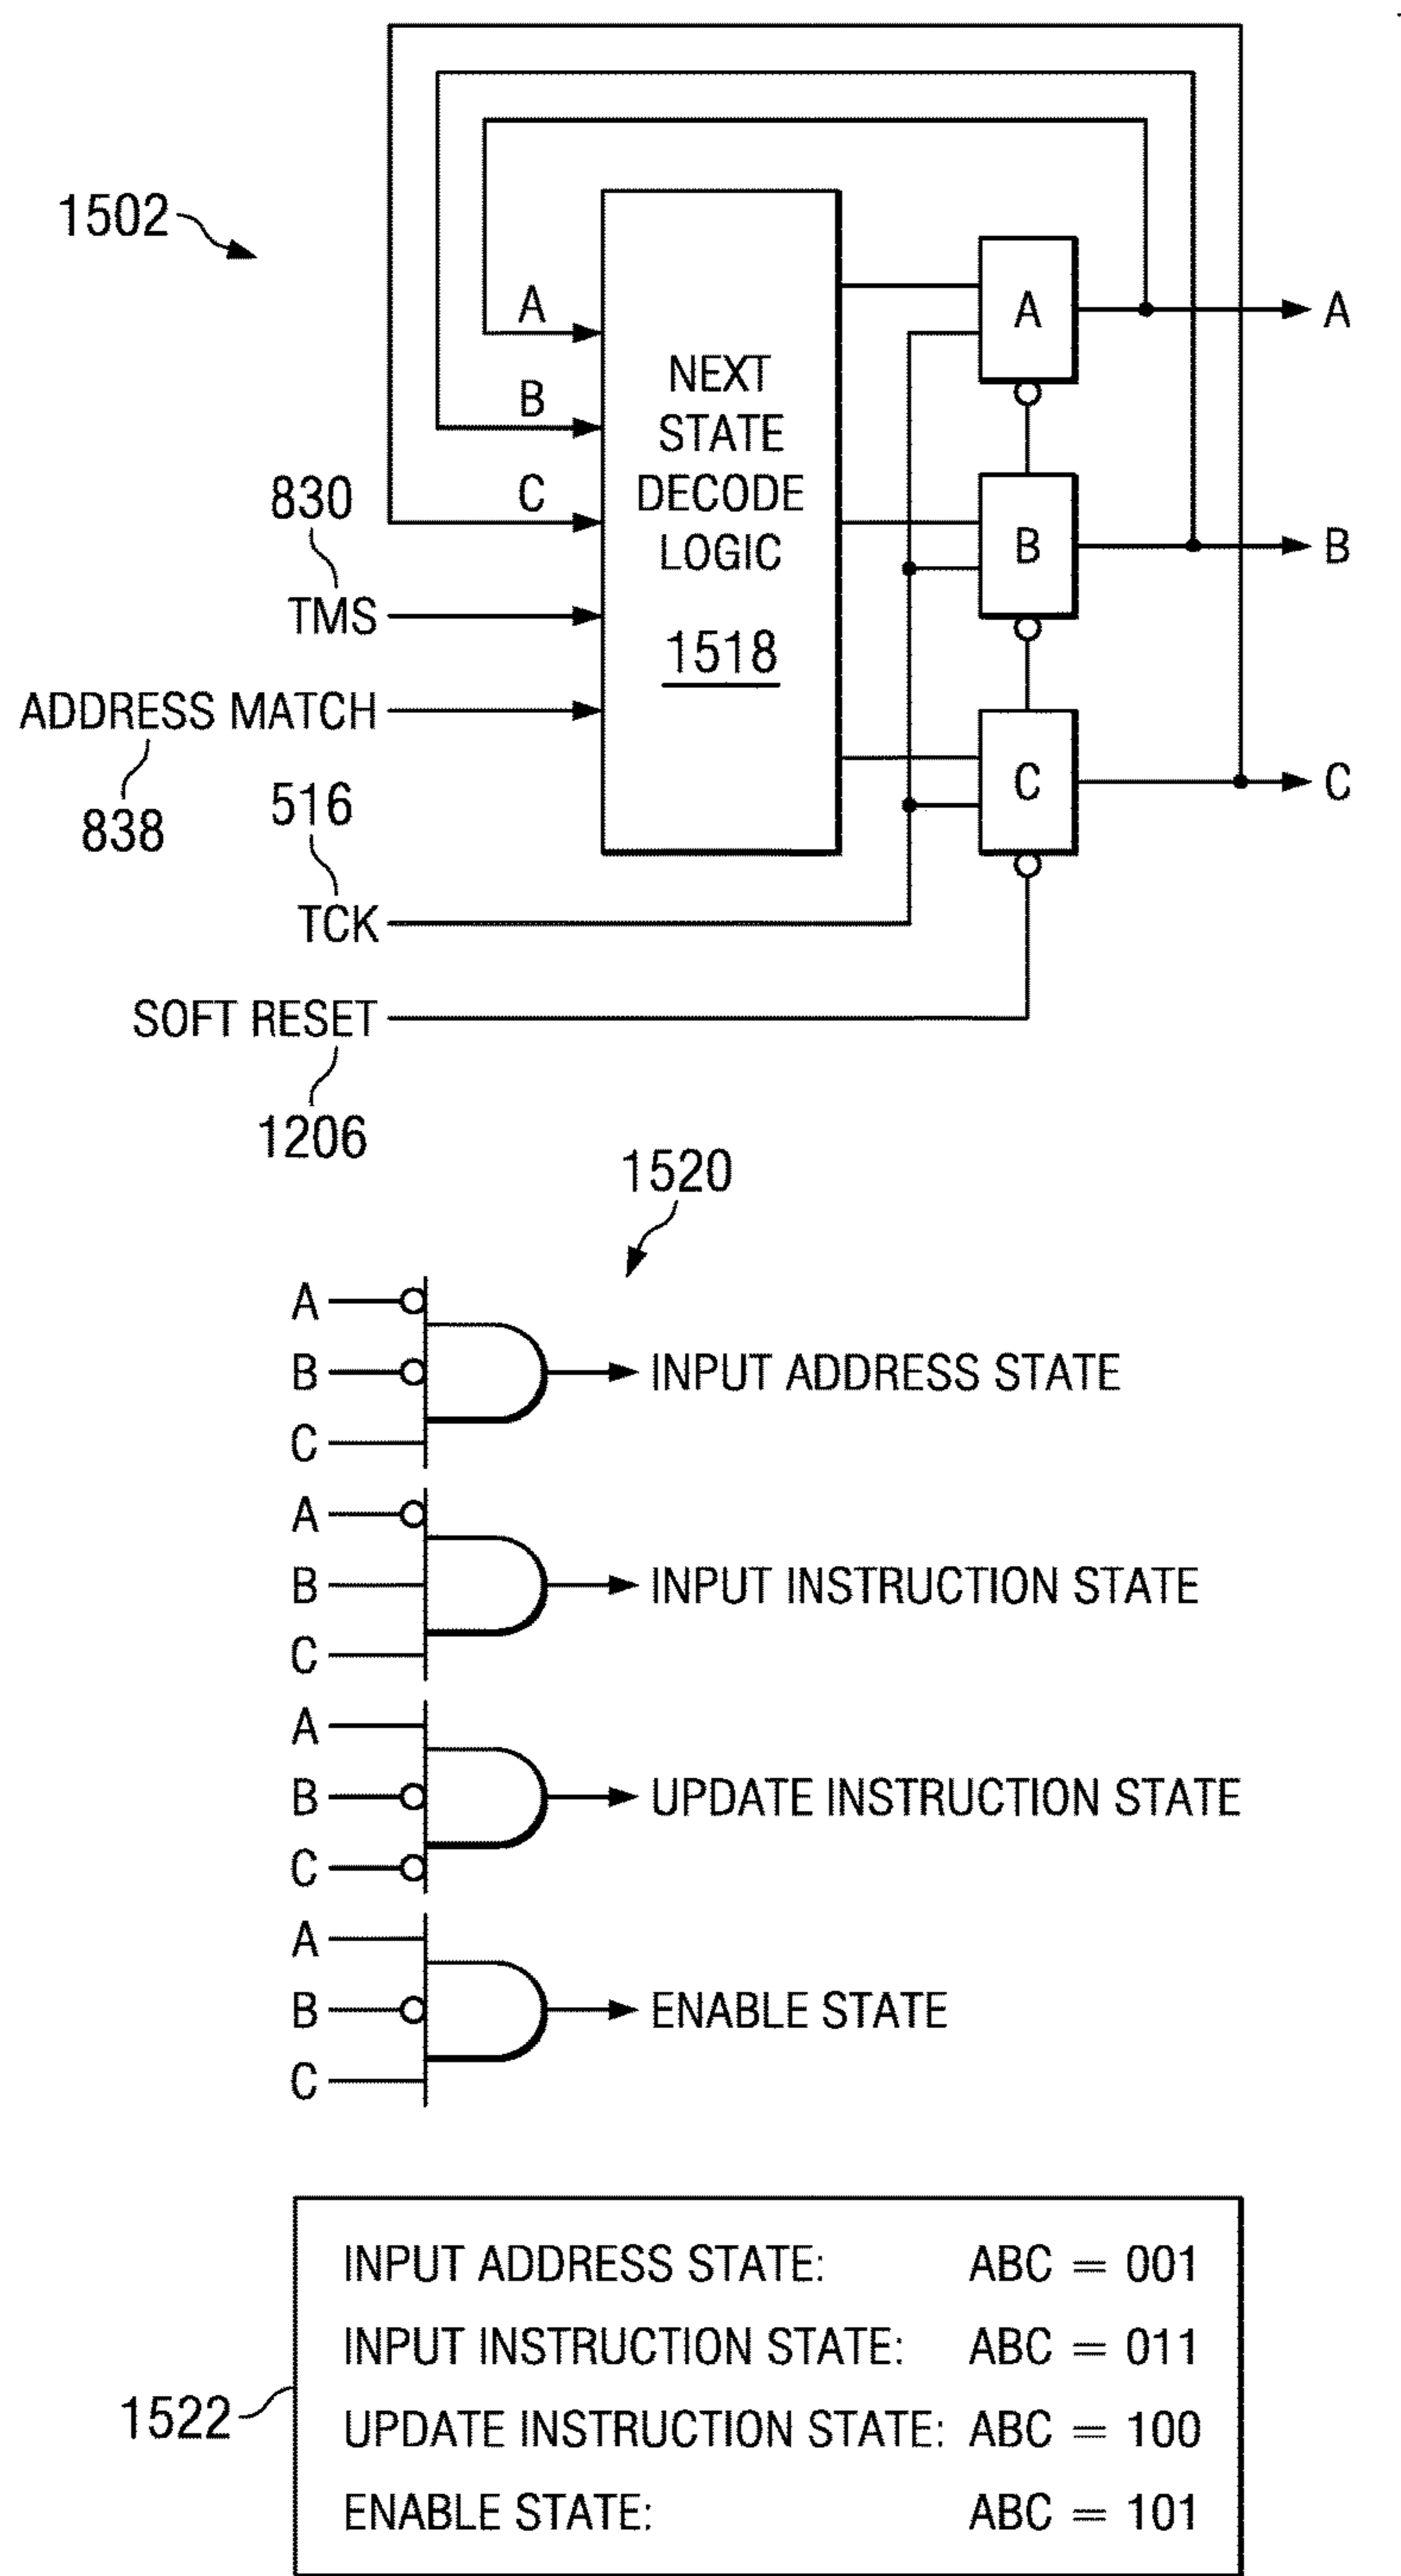 1502
A
A
A
NEXT
STATE
DECODE
LOGIC
1518
B
B
B
C
830
TMS
ADDRESS MATCH
838
C
C
516
TCK
SOFT RESET
1206
1520
A
B
C
INPUT ADDRESS STATE
A
B
C
INPUT INSTRUCTION STATE
A
B
C
UPDATE INSTRUCTION STATE
A
B
C
ENABLE STATE
1522
INPUT ADDRESS STATE: ABC = 001
INPUT INSTRUCTION STATE: ABC = 011
UPDATE INSTRUCTION STATE: ABC = 100
ENABLE STATE: ABC = 101